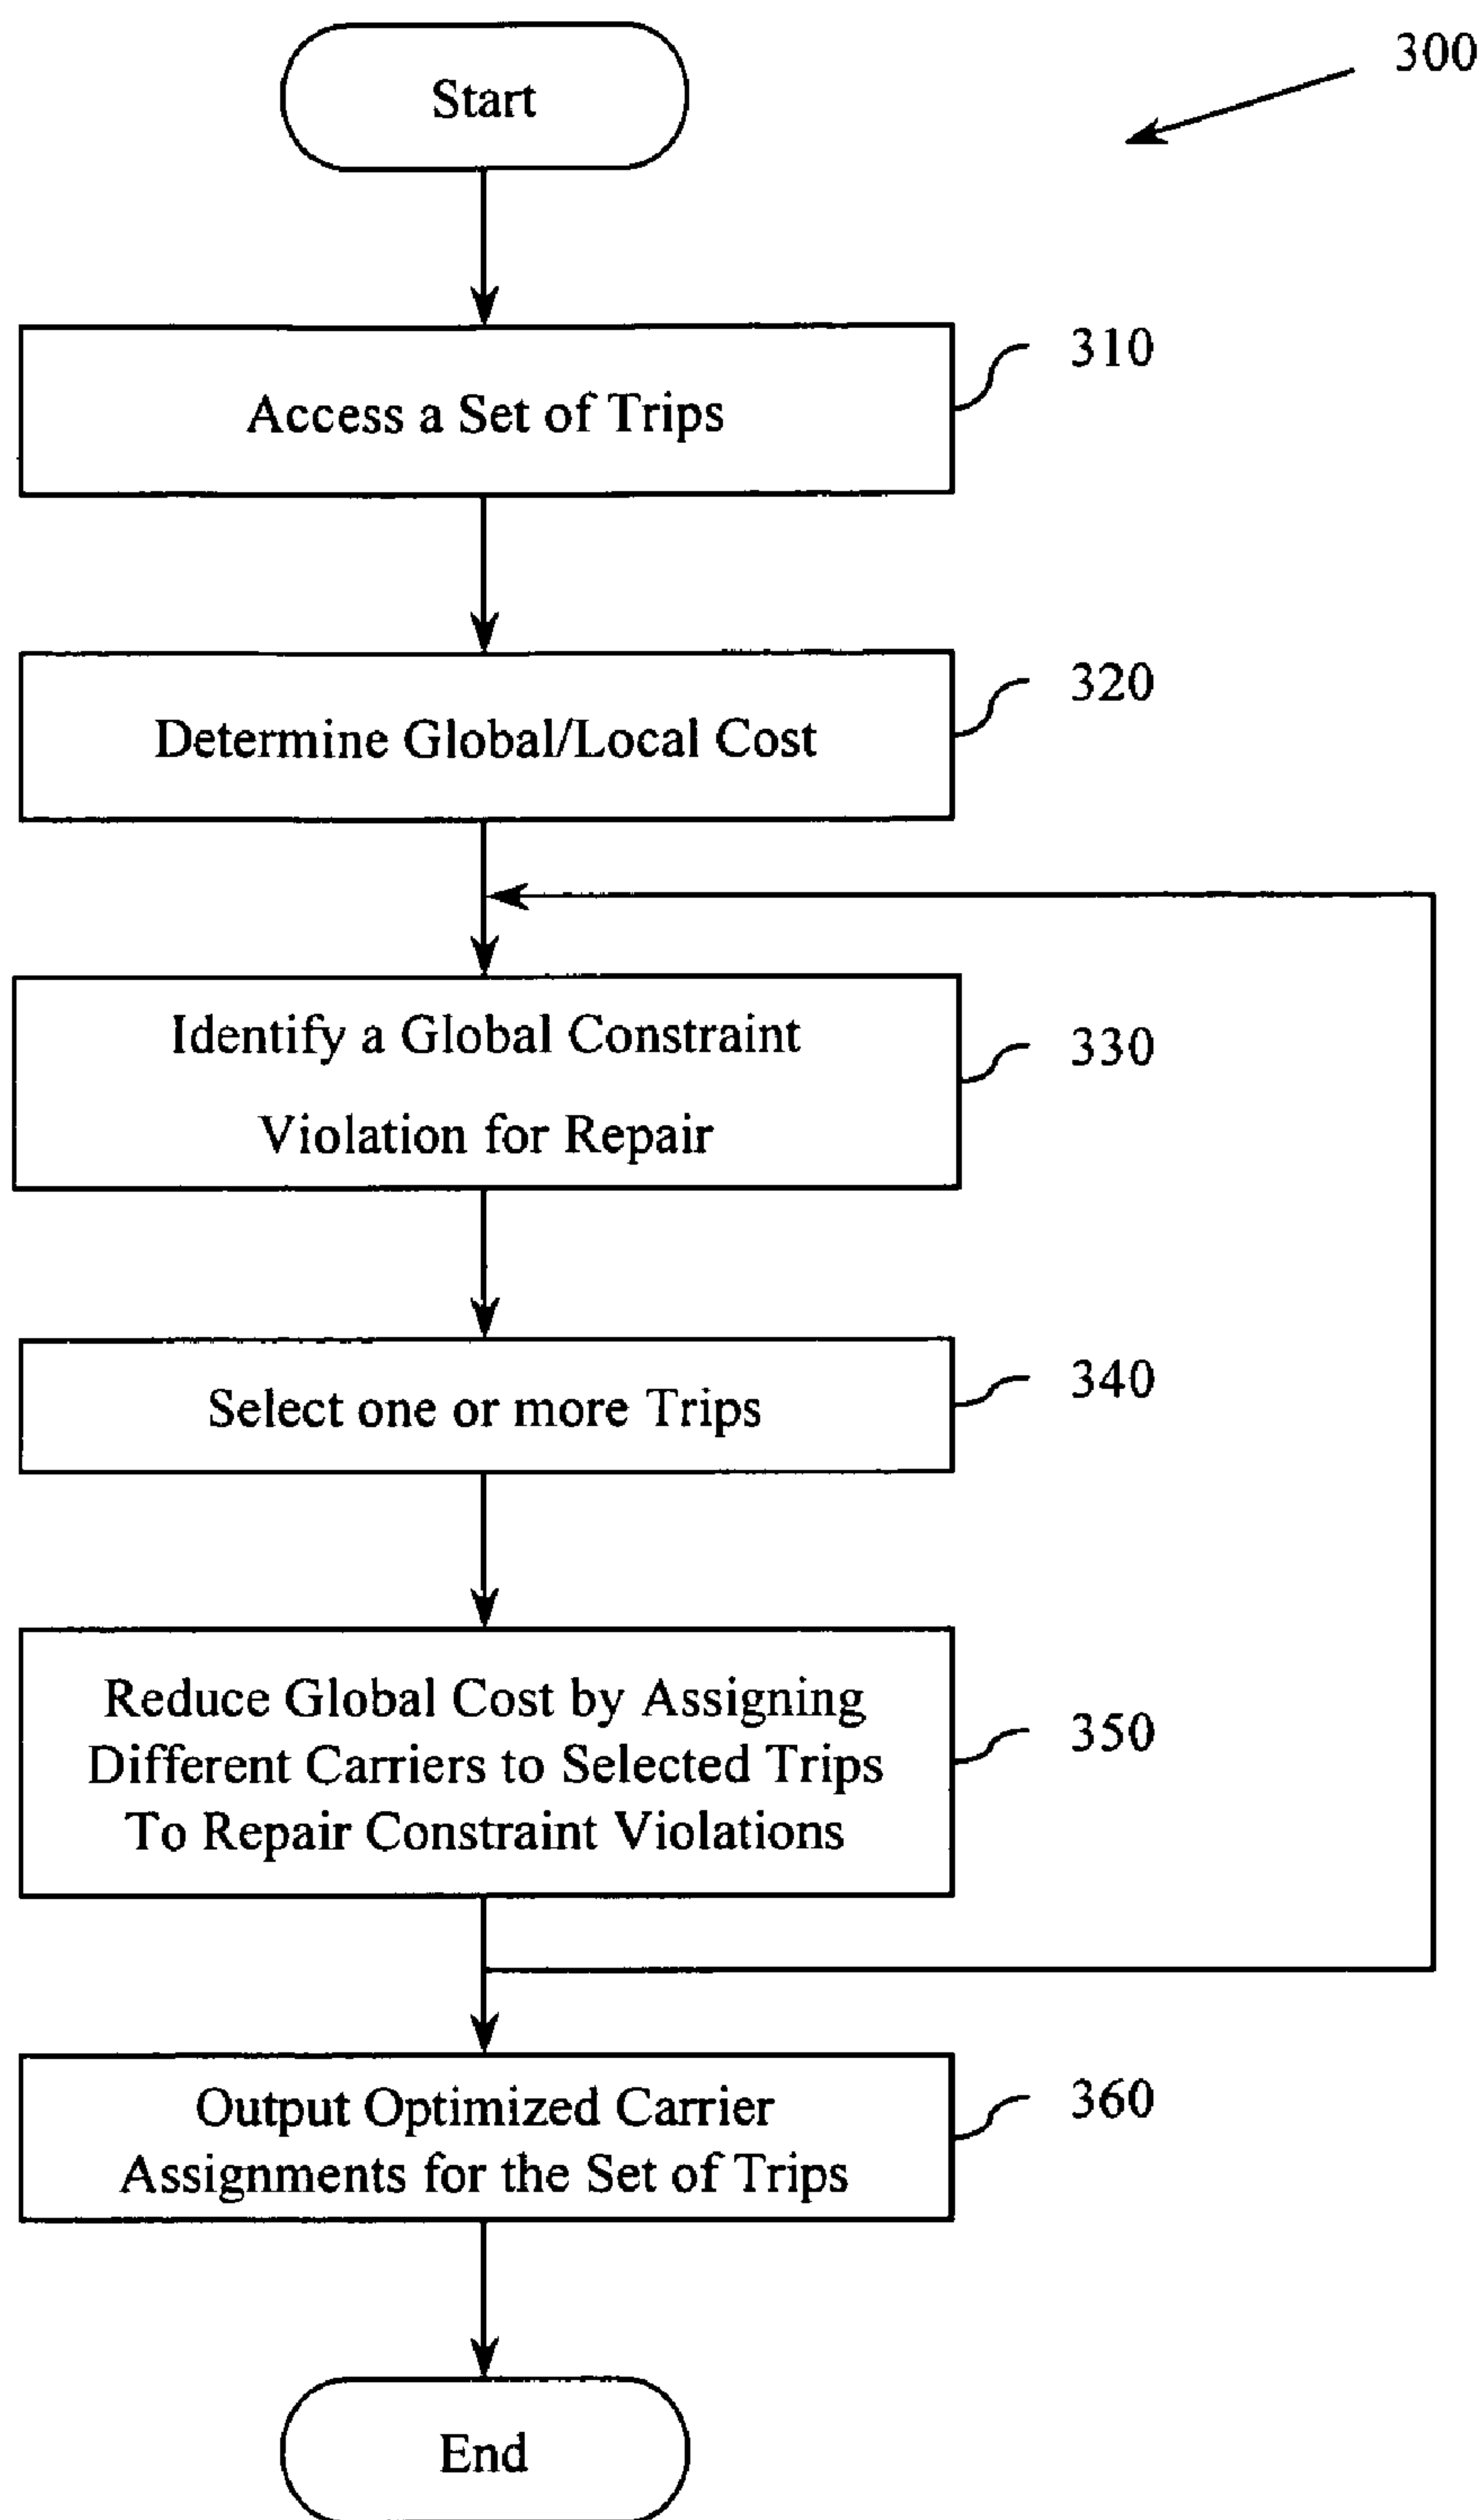 Start
300
Access a Set of Trips
310
Determine Global/Local Cost
320
Identify a Global Constraint
Violation for Repair
330
Select one or more Trips
340
Reduce Global Cost by Assigning
Different Carriers to Selected Trips
To Repair Constraint Violations
350
Output Optimized Carrier
Assignments for the Set of Trips
360
End